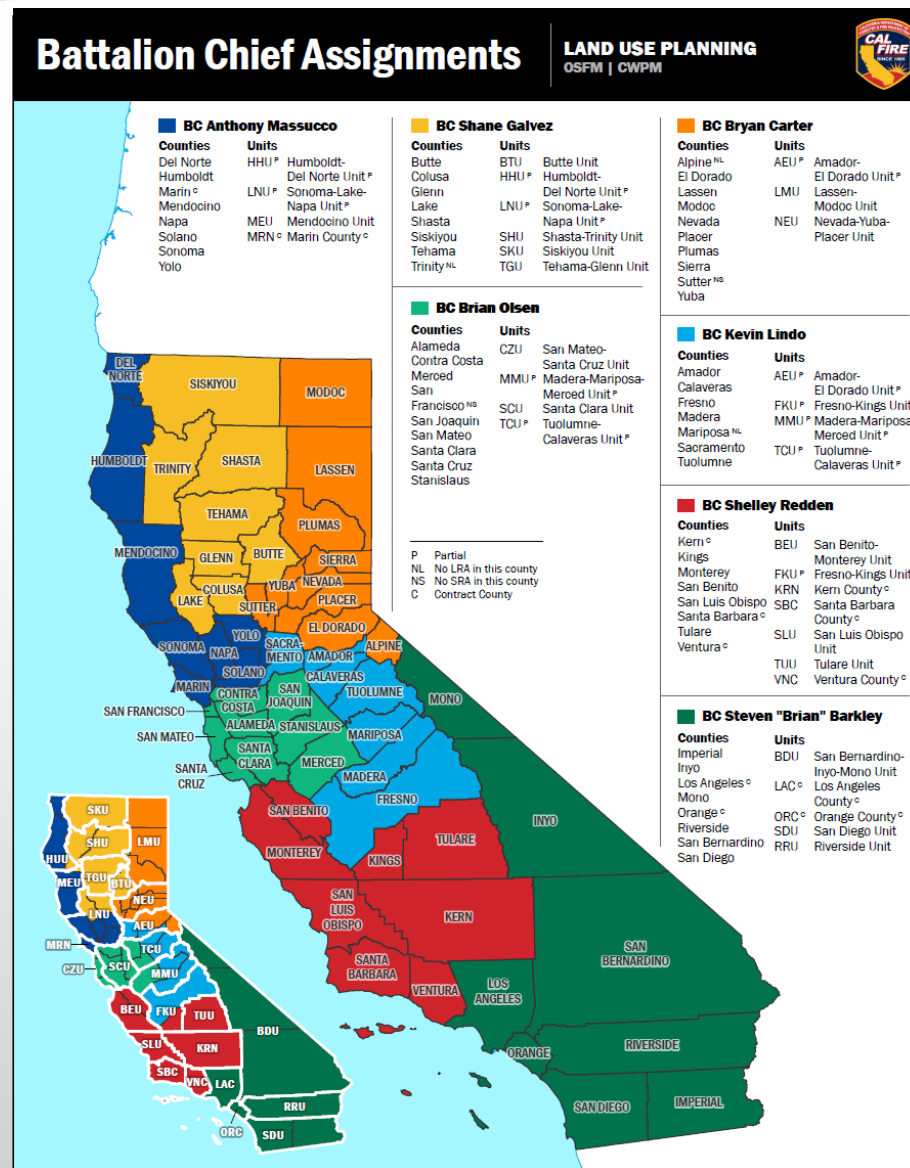 Battalion Chief Assignments
LAND USE PLANNING
OSFM | CWPM
CAL
FIRE
SINCE 1885
BC Anthony Massucco
Counties Units
Del Norte HHU P Humboldt-
Humboldt Del Norte Unit P
Marin C LNU P Sonoma-Lake-
Mendocino Napa Unit P
Napa MEU Mendocino Unit
Solano MRN C Marin County C
Sonoma
Yolo
BC Shane Galvez
Counties Units
Butte BTU Butte Unit
Colusa HHU P Humboldt-
Glenn Del Norte Unit P
Lake LNU P Sonoma-Lake-
Shasta Napa Unit P
Siskiyou SHU Shasta-Trinity Unit
Tehama SKU Siskiyou Unit
Trinity NL TGU Tehama-Glenn Unit
BC Bryan Carter
Counties Units
Alpine NL AEU P Amador-
El Dorado El Dorado Unit P
Lassen LMU Lassen-
Modoc Modoc Unit
Nevada NEU Nevada-Yuba-
Placer Placer Unit
Plumas
Sierra
Sutter NS
Yuba
BC Brian Olsen
Counties Units
Alameda CZU San Mateo-
Contra Costa Santa Cruz Unit
Merced MMU P Madera-Mariposa-
San Merced Unit P
Francisco NS SCU Santa Clara Unit
San Joaquin TCU P Tuolumne-
San Mateo Calaveras Unit P
Santa Clara
Santa Cruz
Stanislaus
BC Kevin Lindo
Counties Units
Amador AEU P Amador-
Calaveras El Dorado Unit P
Fresno FKU P Fresno-Kings Unit
Madera MMU P Madera-Mariposa
Mariposa NL Merced Unit P
Sacramento TCU P Tuolumne-
Tuolumne Calaveras Unit P
P Partial
NL No LRA in this county
NS No SRA in this county
C Contract County
BC Shelley Redden
Counties Units
Kern C BEU San Benito-
Kings Monterey Unit
Monterey FKU P Fresno-Kings Unit
San Benito KRN Kern County C
San Luis Obispo SBC Santa Barbara
Santa Barbara C County C
Tulare SLU San Luis Obispo
Ventura C Unit
TUU Tulare Unit
VNC Ventura County C
BC Steven "Brian" Barkley
Counties Units
Imperial BDU San Bernardino-
Inyo Inyo-Mono Unit
Los Angeles C LAC C Los Angeles
Mono County C
Orange C ORC C Orange County C
Riverside SDU San Diego Unit
San Bernardino RRU Riverside Unit
San Diego
DEL
NORTE
SISKIYOU
MODOC
HUMBOLDT
TRINITY
SHASTA
LASSEN
TEHAMA
PLUMAS
MENDOCINO
GLENN
BUTTE
SIERRA
COLUSA
YUBA
NEVADA
LAKE
SUTTER
PLACER
EL DORADO
SONOMA
NAPA
YOLO
SACRA-
MENTO
AMADOR
ALPINE
SOLANO
CALAVERAS
MARIN
CONTRA
COSTA
SAN
JOAQUIN
TUOLUMNE
MONO
SAN FRANCISCO
ALAMEDA
STANISLAUS
MARIPOSA
SAN MATEO
SANTA
CLARA
MERCED
SANTA
CRUZ
MADERA
FRESNO
SAN BENITO
INYO
MONTEREY
KINGS
TULARE
SAN
LUIS
OBISPO
KERN
SANTA
BARBARA
VENTURA
LOS
ANGELES
SAN
BERNARDINO
ORANGE
RIVERSIDE
SAN DIEGO
IMPERIAL
SKU
SHU
LMU
HUU
TGU
BTU
MEU
NEU
LNU
AEU
MRN
TCU
CZU
SCU
MMU
BEU
FKU
TUU
BDU
SLU
KRN
SBC
VNC
LAC
RRU
ORC
SDU